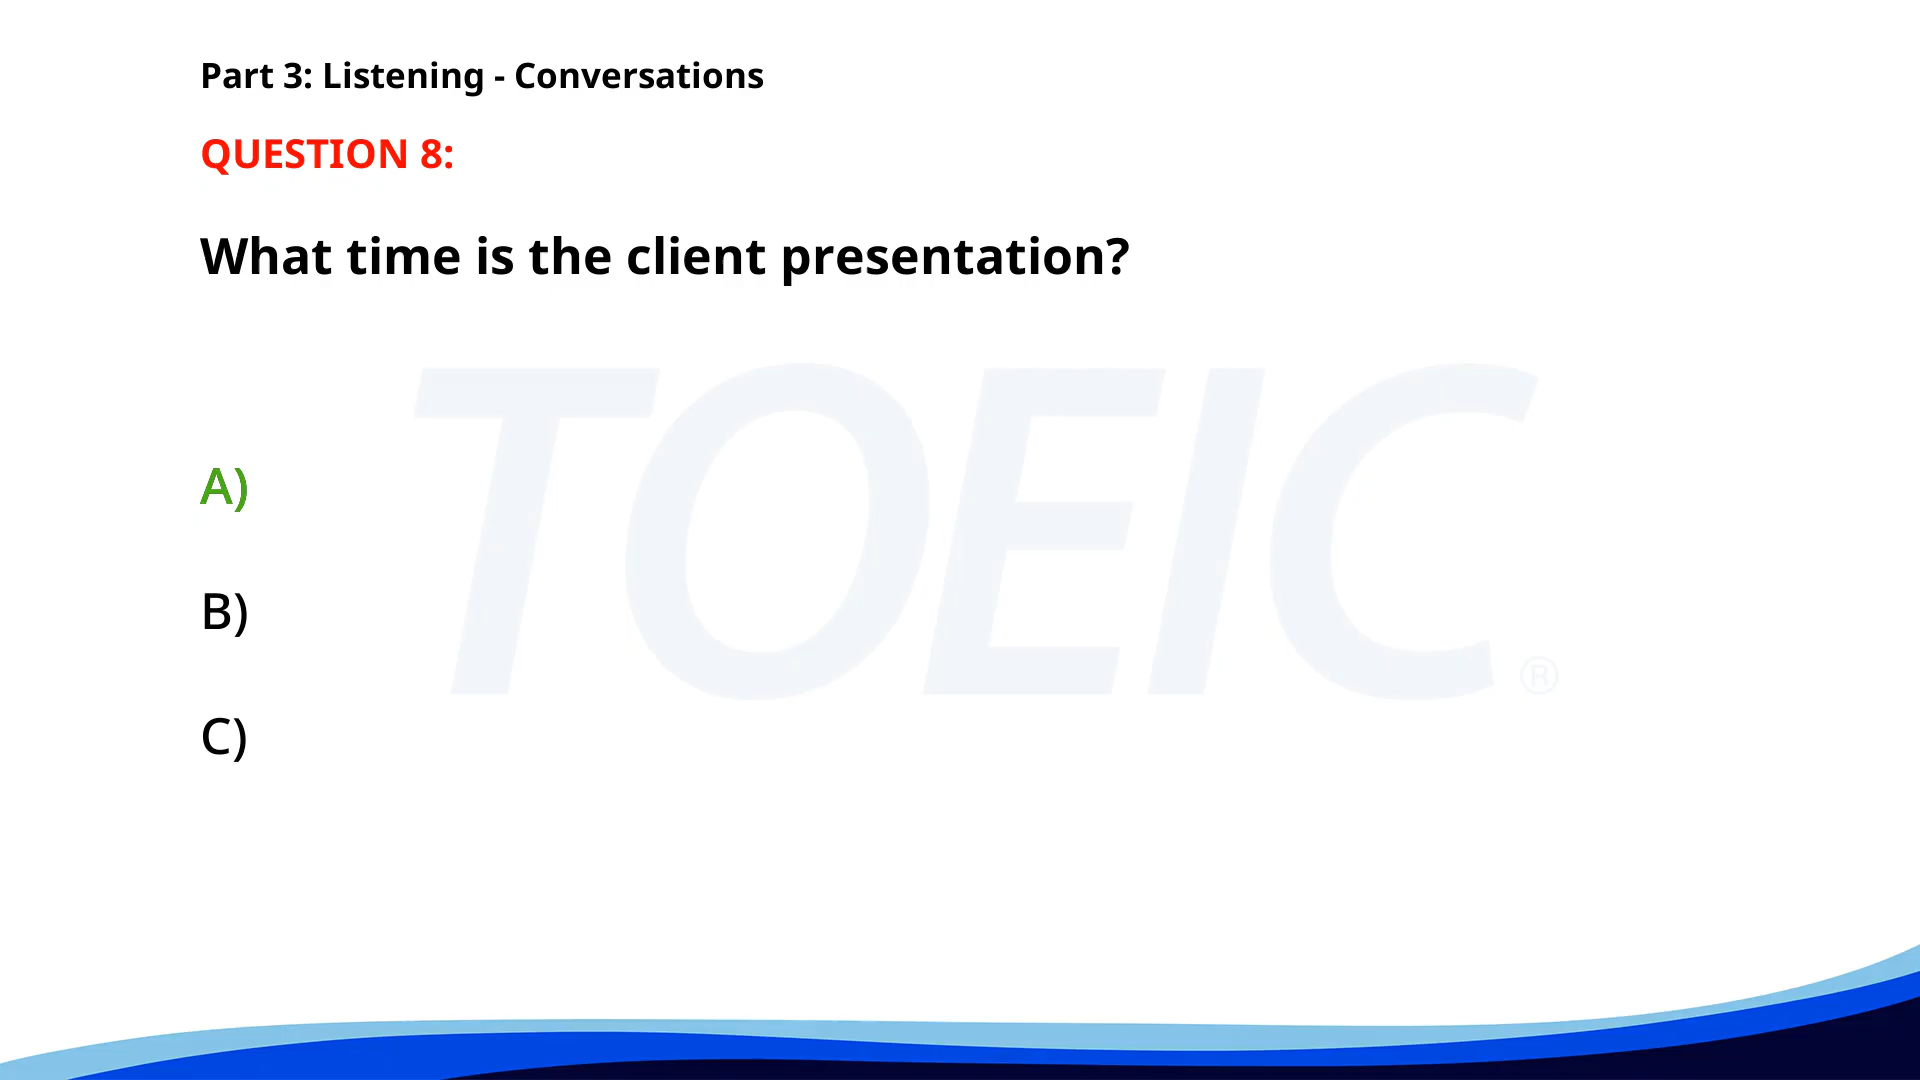 Part 3: Listening - Conversations
QUESTION 8:
What time is the client presentation?
TOEIC®
A)
B)
C)